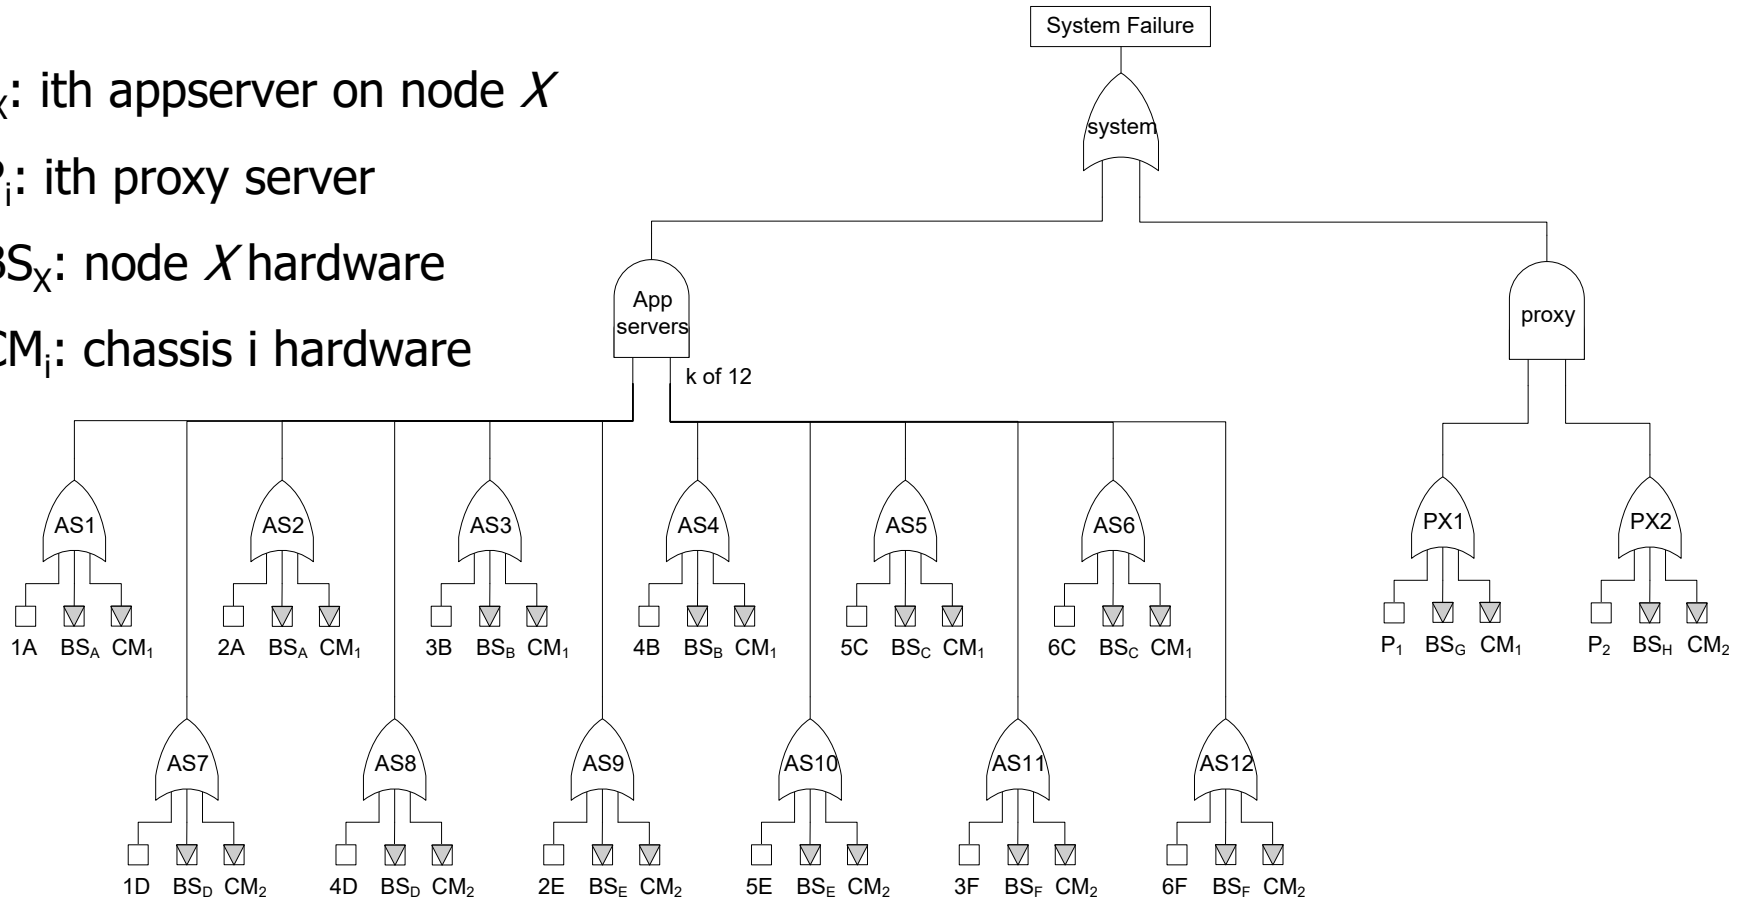 System Failure
X: ith appserver on node X
system
Pi: ith proxy server
BSX: node X hardware
App
servers
proxy
CMi: chassis i hardware
k of 12
AS1 AS2 AS3 AS4 AS5 AS6 PX1 PX2
1A BSA CM1 2A BSA CM1 3B BSB CM1 4B BSB CM1 5C BSC CM1 6C BSC CM1 P1 BSG CM1 P2 BSH CM2
AS7 AS8 AS9 AS10 AS11 AS12
1D BSD CM2 4D BSD CM2 2E BSE CM2 5E BSE CM2 3F BSF CM2 6F BSF CM2